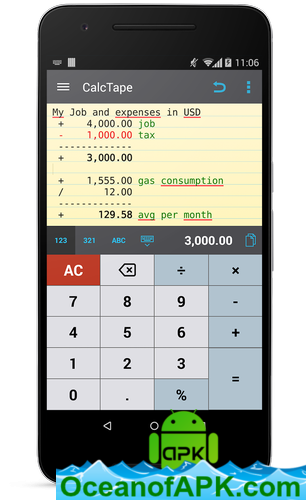 11:06
CalcTape
My Job and expenses in USD
+ 4,000.00 job
- 1,000.00 tax
-------------
+ 3,000.00
+ 1,555.00 gas consumption
/ 12.00
-------------
+ 129.58 avg per month
123 321 ABC 3,000.00
AC ÷ ×
7 8 9 -
4 5 6 +
1 2 3 =
0 . %
APK
OceanofAPK.com